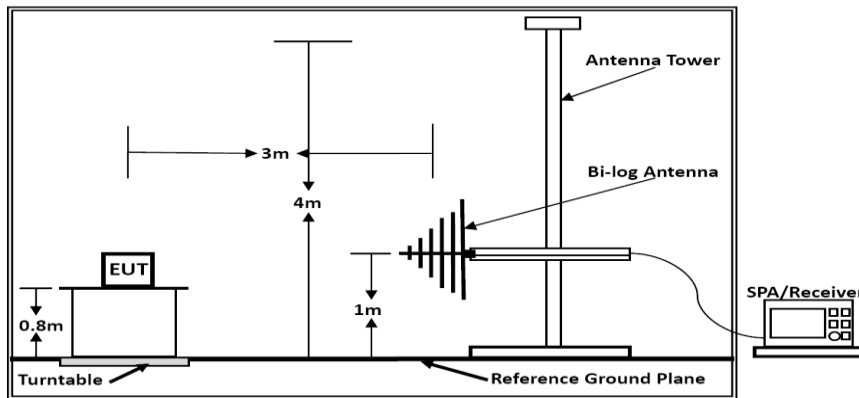 Antenna Tower
3m
Bi-log Antenna
4m
EUT
1m
SPA/Receiver
0.8m
Turntable
Reference Ground Plane